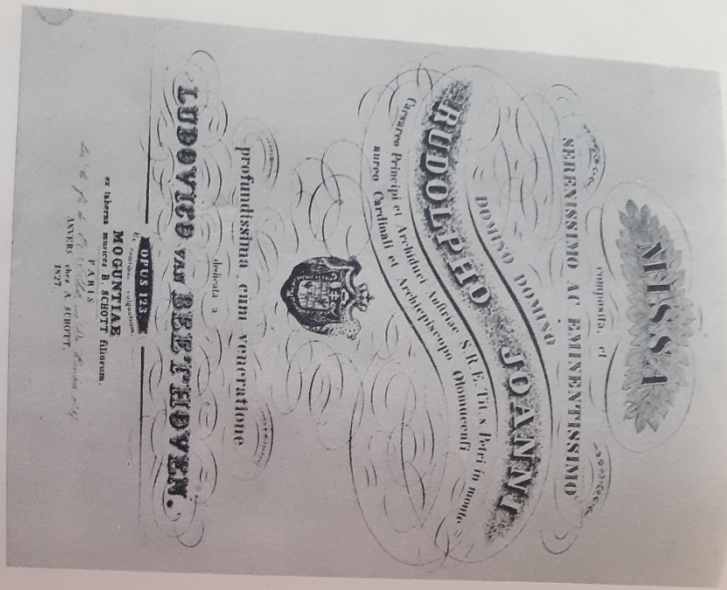 MISSA
composita, et
SERENISSIMO AC EMINENTISSIMO
DOMINO DOMINO
RUDOLPHO JOANNI
Caesareo Principi et Archiduci Austriae S.R.E. Tit. s. Petri in monte
aureo Cardinali et Archiepiscopo Olomucensi
profundissima cum veneratione
dedicata a
LUDOVICO VAN BEETHOVEN.
OPUS 123.
Ex taberna musices B. SCHOTT filiorum.
MOGUNTIAE
PARIS
ANVERS chez A. SCHOTT.
1827.